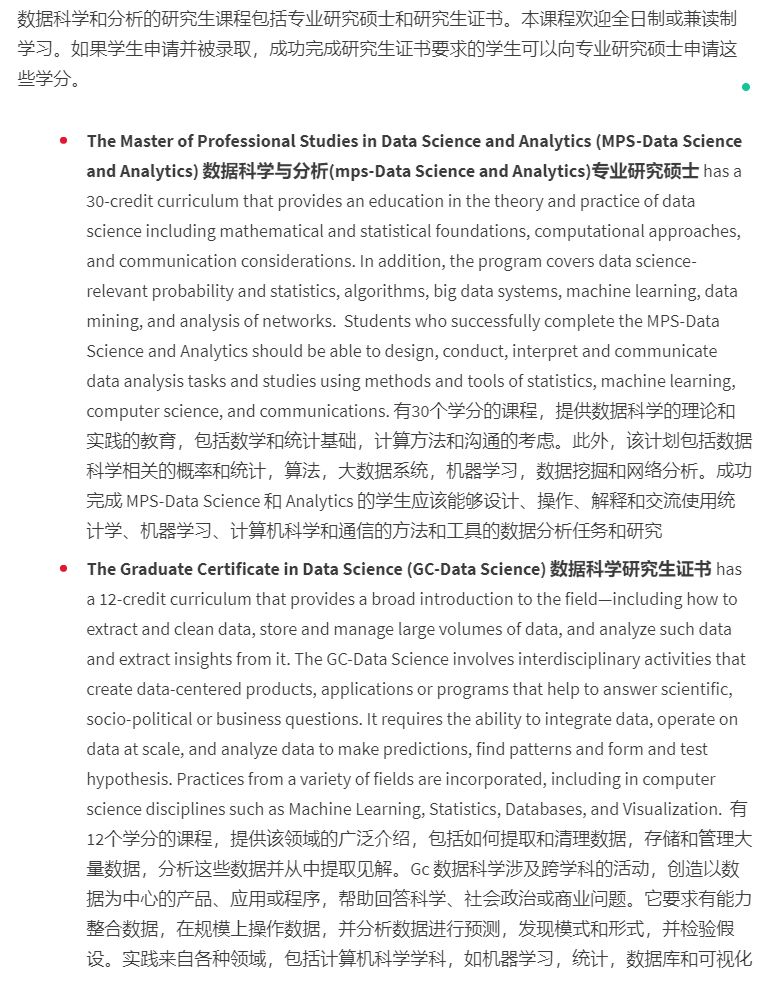 数据科学和分析的研究生课程包括专业研究硕士和研究生证书。本课程欢迎全日制或兼读制
学习。如果学生申请并被录取，成功完成研究生证书要求的学生可以向专业研究硕士申请这
些学分。
The Master of Professional Studies in Data Science and Analytics (MPS-Data Science
and Analytics) 数据科学与分析(mps-Data Science and Analytics)专业研究硕士 has a
30-credit curriculum that provides an education in the theory and practice of data
science including mathematical and statistical foundations, computational approaches,
and communication considerations. In addition, the program covers data science-
relevant probability and statistics, algorithms, big data systems, machine learning, data
mining, and analysis of networks.  Students who successfully complete the MPS-Data
Science and Analytics should be able to design, conduct, interpret and communicate
data analysis tasks and studies using methods and tools of statistics, machine learning,
computer science, and communications. 有30个学分的课程，提供数据科学的理论和
实践的教育，包括数学和统计基础，计算方法和沟通的考虑。此外，该计划包括数据
科学相关的概率和统计，算法，大数据系统，机器学习，数据挖掘和网络分析。成功
完成 MPS-Data Science 和 Analytics 的学生应该能够设计、操作、解释和交流使用统
计学、机器学习、计算机科学和通信的方法和工具的数据分析任务和研究
The Graduate Certificate in Data Science (GC-Data Science) 数据科学研究生证书 has
a 12-credit curriculum that provides a broad introduction to the field—including how to
extract and clean data, store and manage large volumes of data, and analyze such data
and extract insights from it. The GC-Data Science involves interdisciplinary activities that
create data-centered products, applications or programs that help to answer scientific,
socio-political or business questions. It requires the ability to integrate data, operate on
data at scale, and analyze data to make predictions, find patterns and form and test
hypothesis. Practices from a variety of fields are incorporated, including in computer
science disciplines such as Machine Learning, Statistics, Databases, and Visualization.  有
12个学分的课程，提供该领域的广泛介绍，包括如何提取和清理数据，存储和管理大
量数据，分析这些数据并从中提取见解。Gc 数据科学涉及跨学科的活动，创造以数
据为中心的产品、应用或程序，帮助回答科学、社会政治或商业问题。它要求有能力
整合数据，在规模上操作数据，并分析数据进行预测，发现模式和形式，并检验假
设。实践来自各种领域，包括计算机科学学科，如机器学习，统计，数据库和可视化